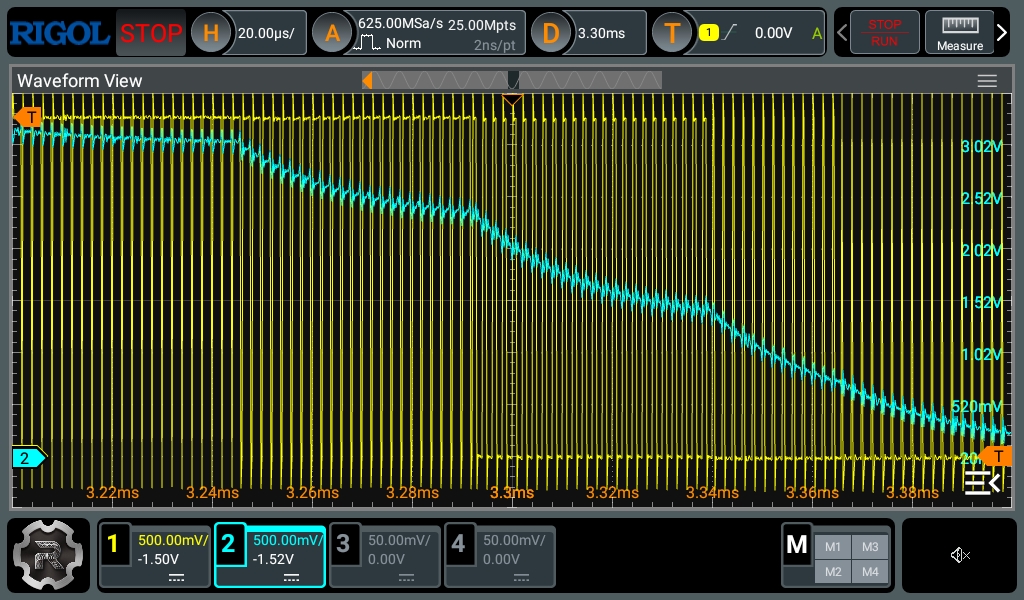 RIGOL STOP H 20.00μs/ A 625.00MSa/s 25.00Mpts D 3.30ms T 1 0.00V A STOP
Norm 2ns/pt RUN Measure
Waveform View
T
3.02V
2.52V
2.02V
1.52V
1.02V
520mV
2 T
3.22ms 3.24ms 3.26ms 3.28ms 3.3ms 3.32ms 3.34ms 3.36ms 3.38ms
1 500.00mV/ 2 500.00mV/ 3 50.00mV/ 4 50.00mV/ M M1 M3
-1.50V -1.52V 0.00V 0.00V M2 M4